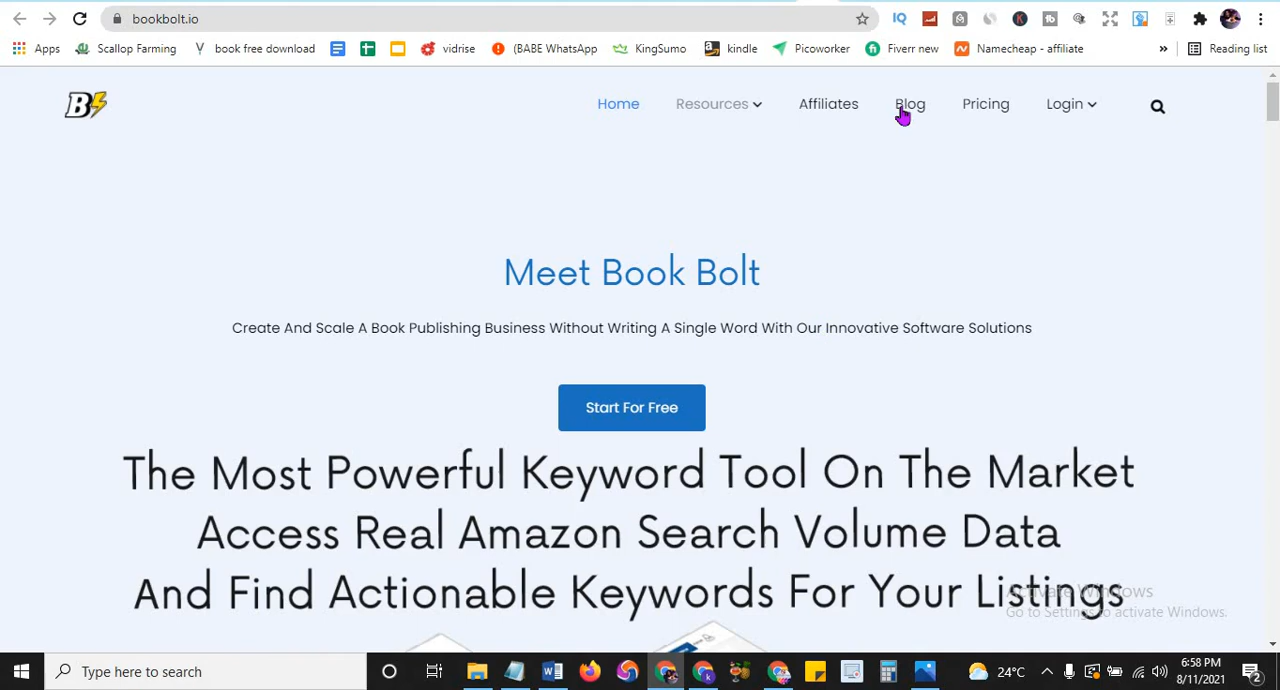 bookbolt.io
Apps Scallop Farming book free download vidrise (BABE WhatsApp KingSumo kindle Picoworker Fiverr new Namecheap - affiliate » Reading list
B
Home Resources Affiliates Blog Pricing Login
Meet Book Bolt
Create And Scale A Book Publishing Business Without Writing A Single Word With Our Innovative Software Solutions
Start For Free
The Most Powerful Keyword Tool On The Market
Access Real Amazon Search Volume Data
And Find Actionable Keywords For Your Listings
Activate Windows
Go to Settings to activate Windows.
Type here to search
24°C
6:58 PM
8/11/2021
2